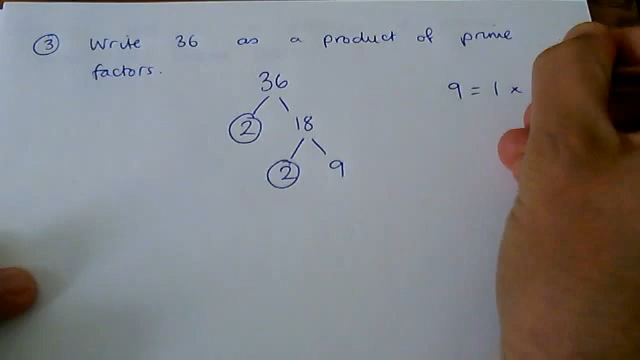 3 Write 36 as a product of prime
factors.
36
9 = 1 ×
2 18
2 9